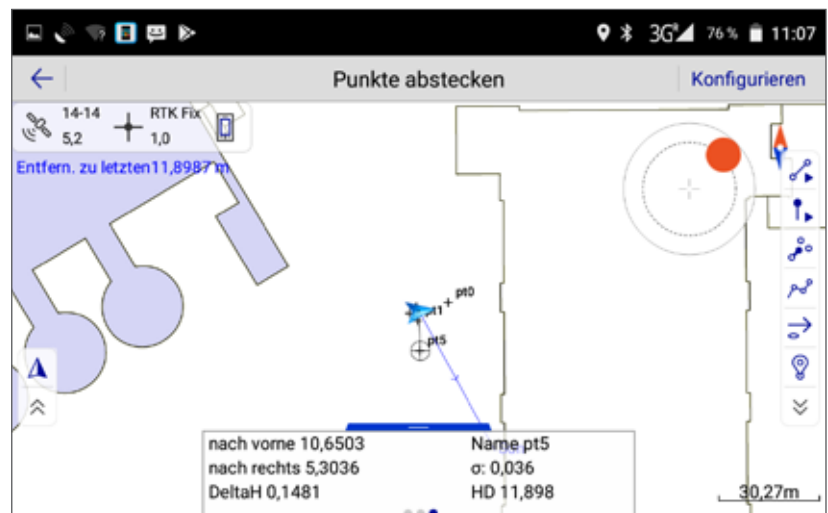 3G 76 % 11:07
Punkte abstecken
Konfigurieren
14-14
5,2
RTK Fix
1,0
Entfern. zu letzten11,8987 m
pt0
pt1
pt5
nach vorne 10,6503
Name pt5
nach rechts 5,3036
σ: 0,036
DeltaH 0,1481
HD 11,898
30,27m